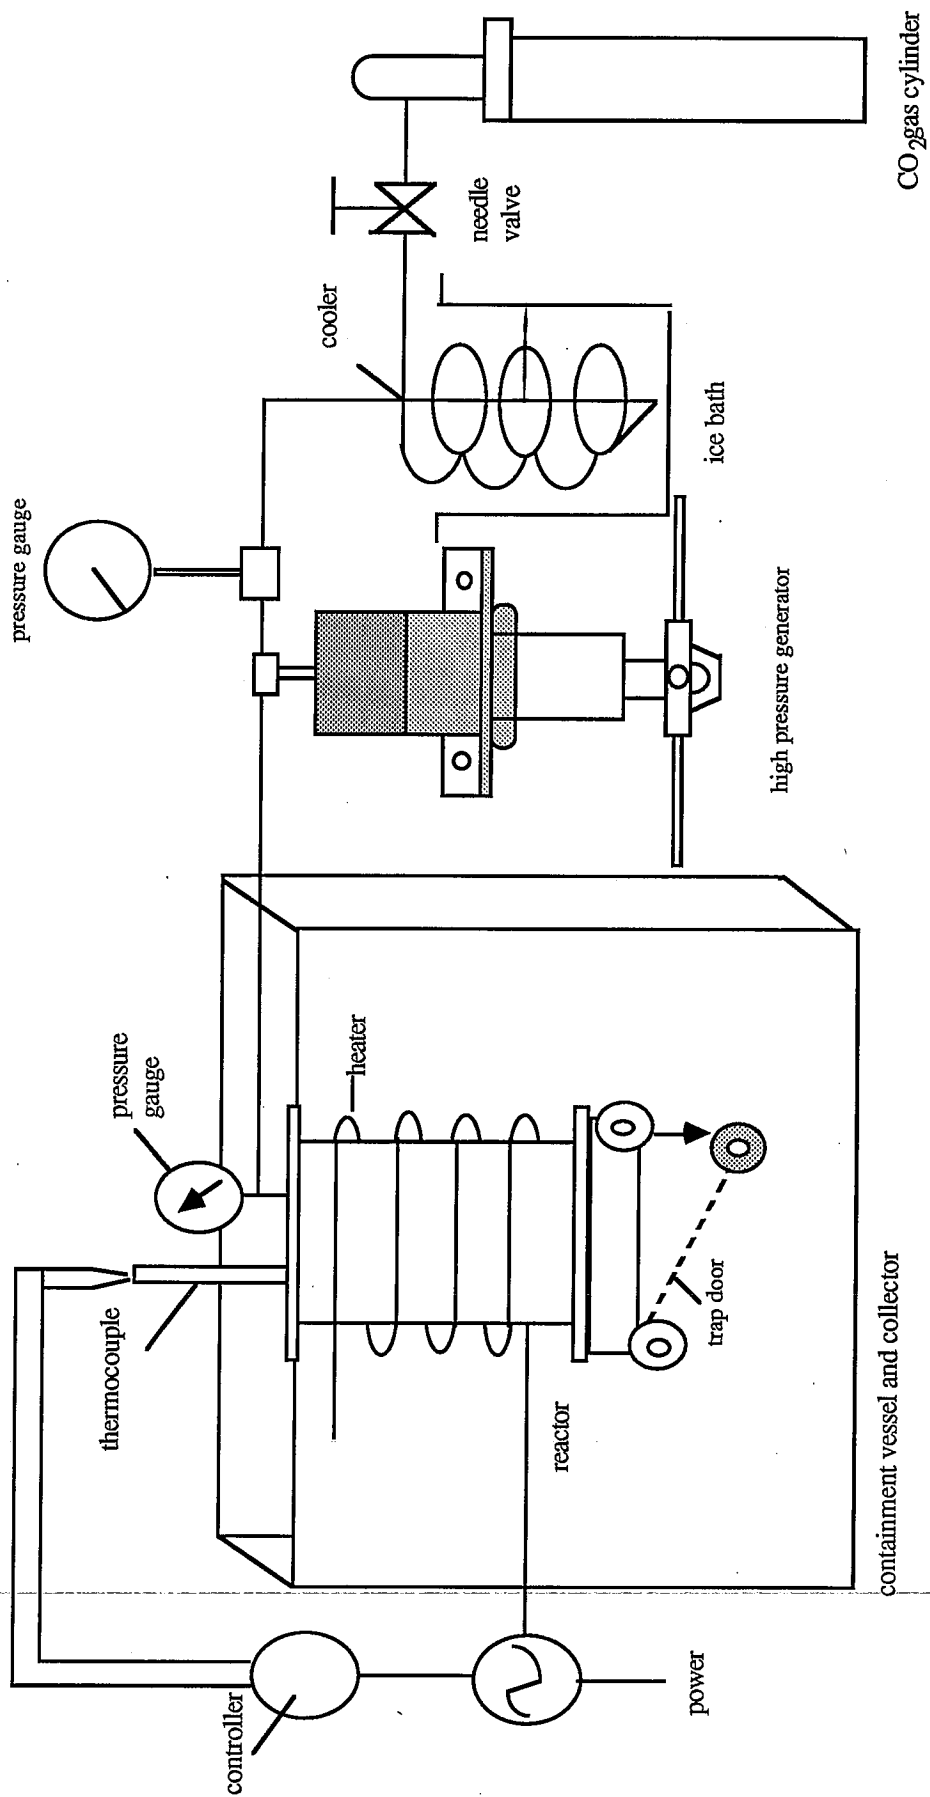 pressure gauge
pressure
gauge
cooler
needle
valve
CO2gas cylinder
thermocouple
heater
ice bath
high pressure generator
controller
reactor
trap door
power
containment vessel and collector